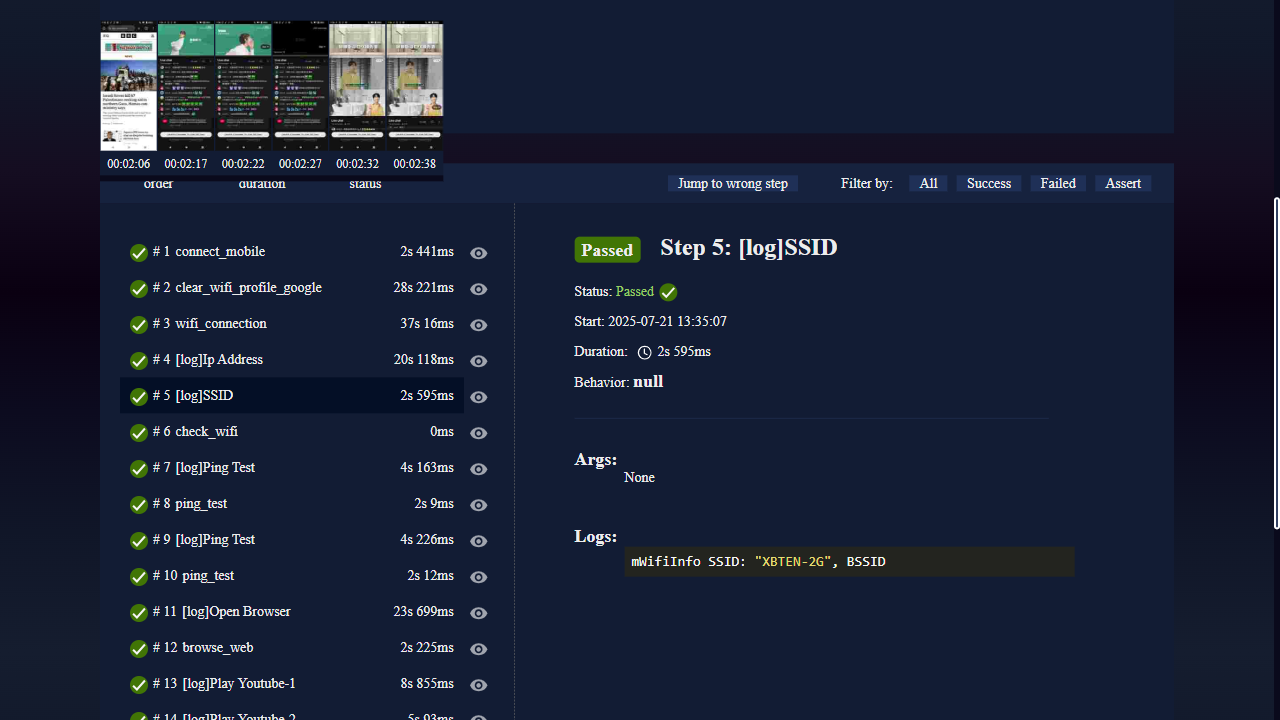 00:02:06 00:02:17 00:02:22 00:02:27 00:02:32 00:02:38
order duration status
Jump to wrong step Filter by: All Success Failed Assert
# 1 connect_mobile 2s 441ms
# 2 clear_wifi_profile_google 28s 221ms
# 3 wifi_connection 37s 16ms
# 4 [log]Ip Address 20s 118ms
# 5 [log]SSID 2s 595ms
# 6 check_wifi 0ms
# 7 [log]Ping Test 4s 163ms
# 8 ping_test 2s 9ms
# 9 [log]Ping Test 4s 226ms
# 10 ping_test 2s 12ms
# 11 [log]Open Browser 23s 699ms
# 12 browse_web 2s 225ms
# 13 [log]Play Youtube-1 8s 855ms
# 14 [log]Play Youtube-2 5s 93ms
Passed Step 5: [log]SSID
Status: Passed
Start: 2025-07-21 13:35:07
Duration: 2s 595ms
Behavior: null
Args:
None
Logs:
mWifiInfo SSID: "XBTEN-2G", BSSID